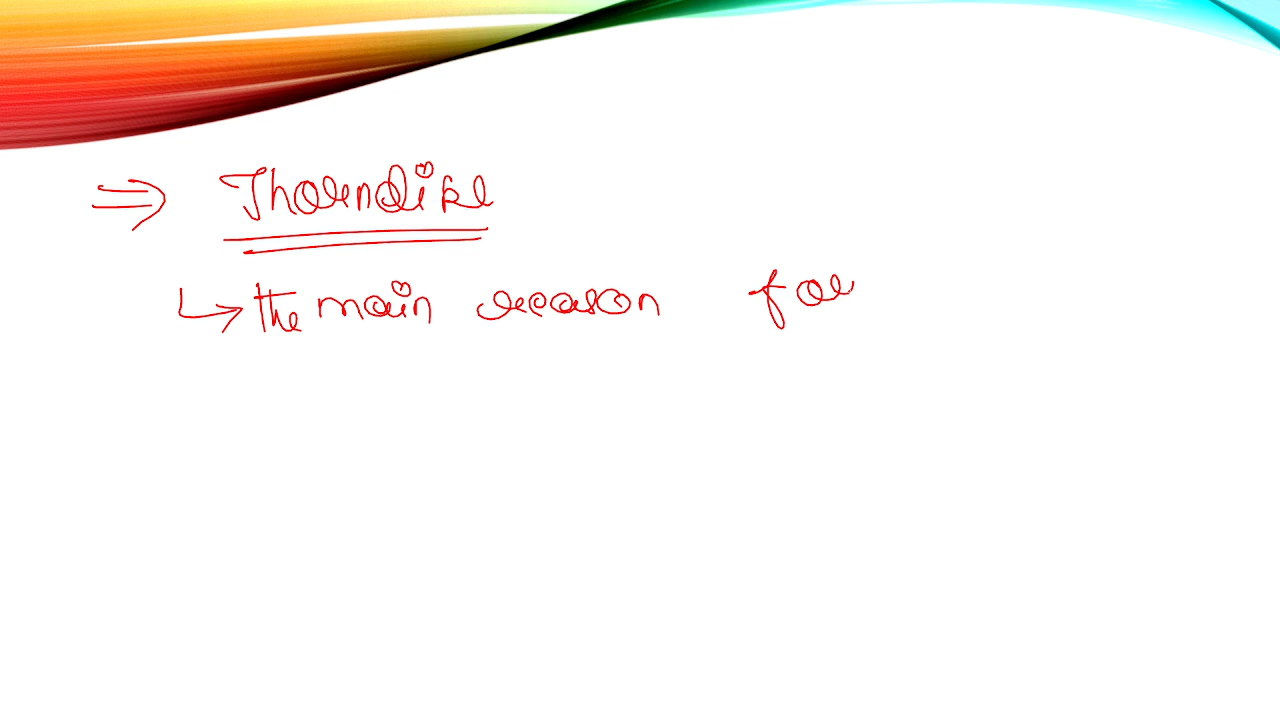 ⇒ Thorndike
↳ the main reason for